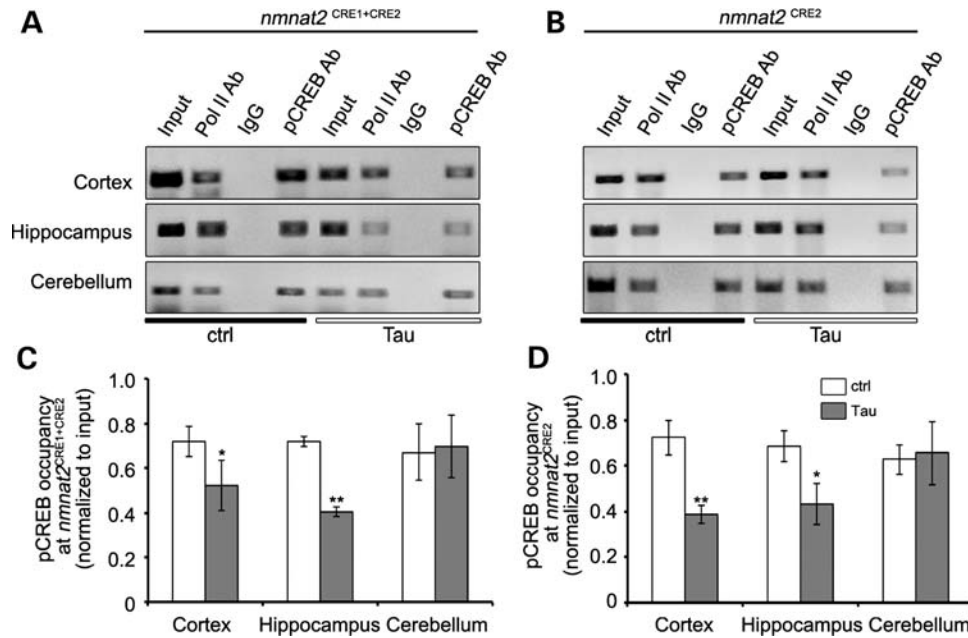 A
nmnat2 CRE1+CRE2
Input Pol II Ab IgG pCREB Ab Input Pol II Ab IgG pCREB Ab
Cortex
Hippocampus
Cerebellum
ctrl Tau
B
nmnat2 CRE2
Input Pol II Ab IgG pCREB Ab Input Pol II Ab IgG pCREB Ab
ctrl Tau
C
pCREB occupancy
at nmnat2CRE1+CRE2
(normalized to input)
1.0
0.8
0.6
0.4
0.2
0
*
**
Cortex Hippocampus Cerebellum
D
pCREB occupancy
at nmnat2CRE2
(normalized to input)
1.0
0.8
0.6
0.4
0.2
0
ctrl
Tau
**
*
Cortex Hippocampus Cerebellum